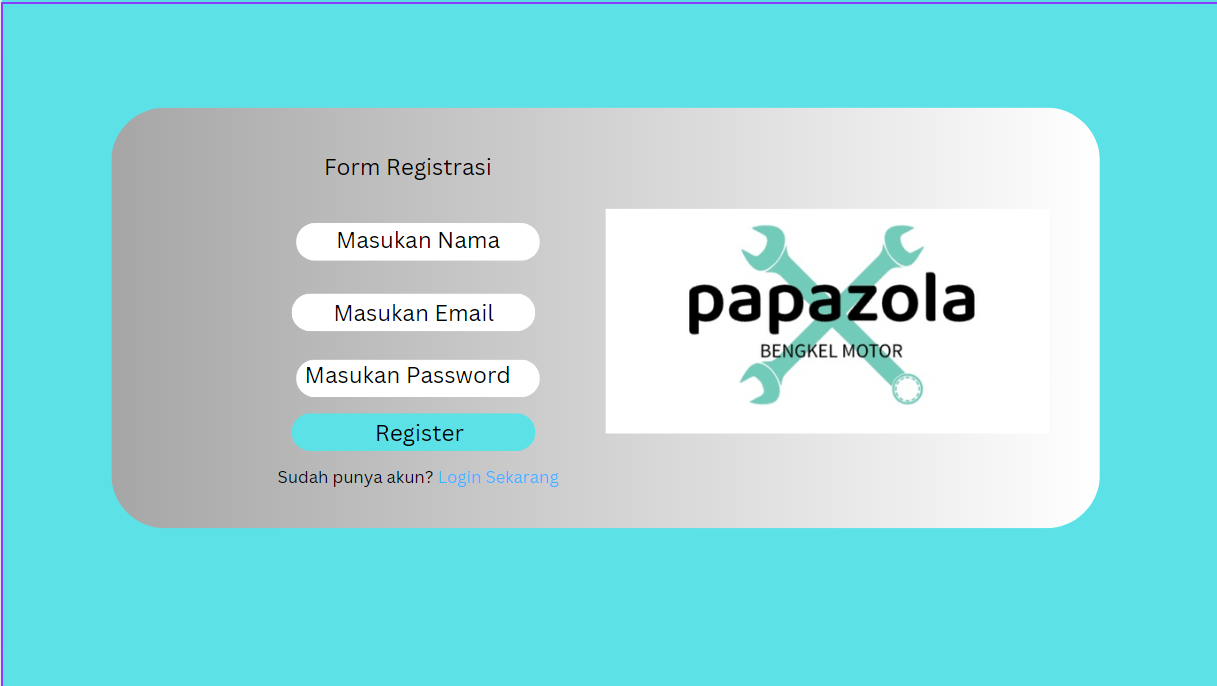 Form Registrasi
Masukan Nama
Masukan Email
Masukan Password
Register
Sudah punya akun? Login Sekarang
papazola
BENGKEL MOTOR